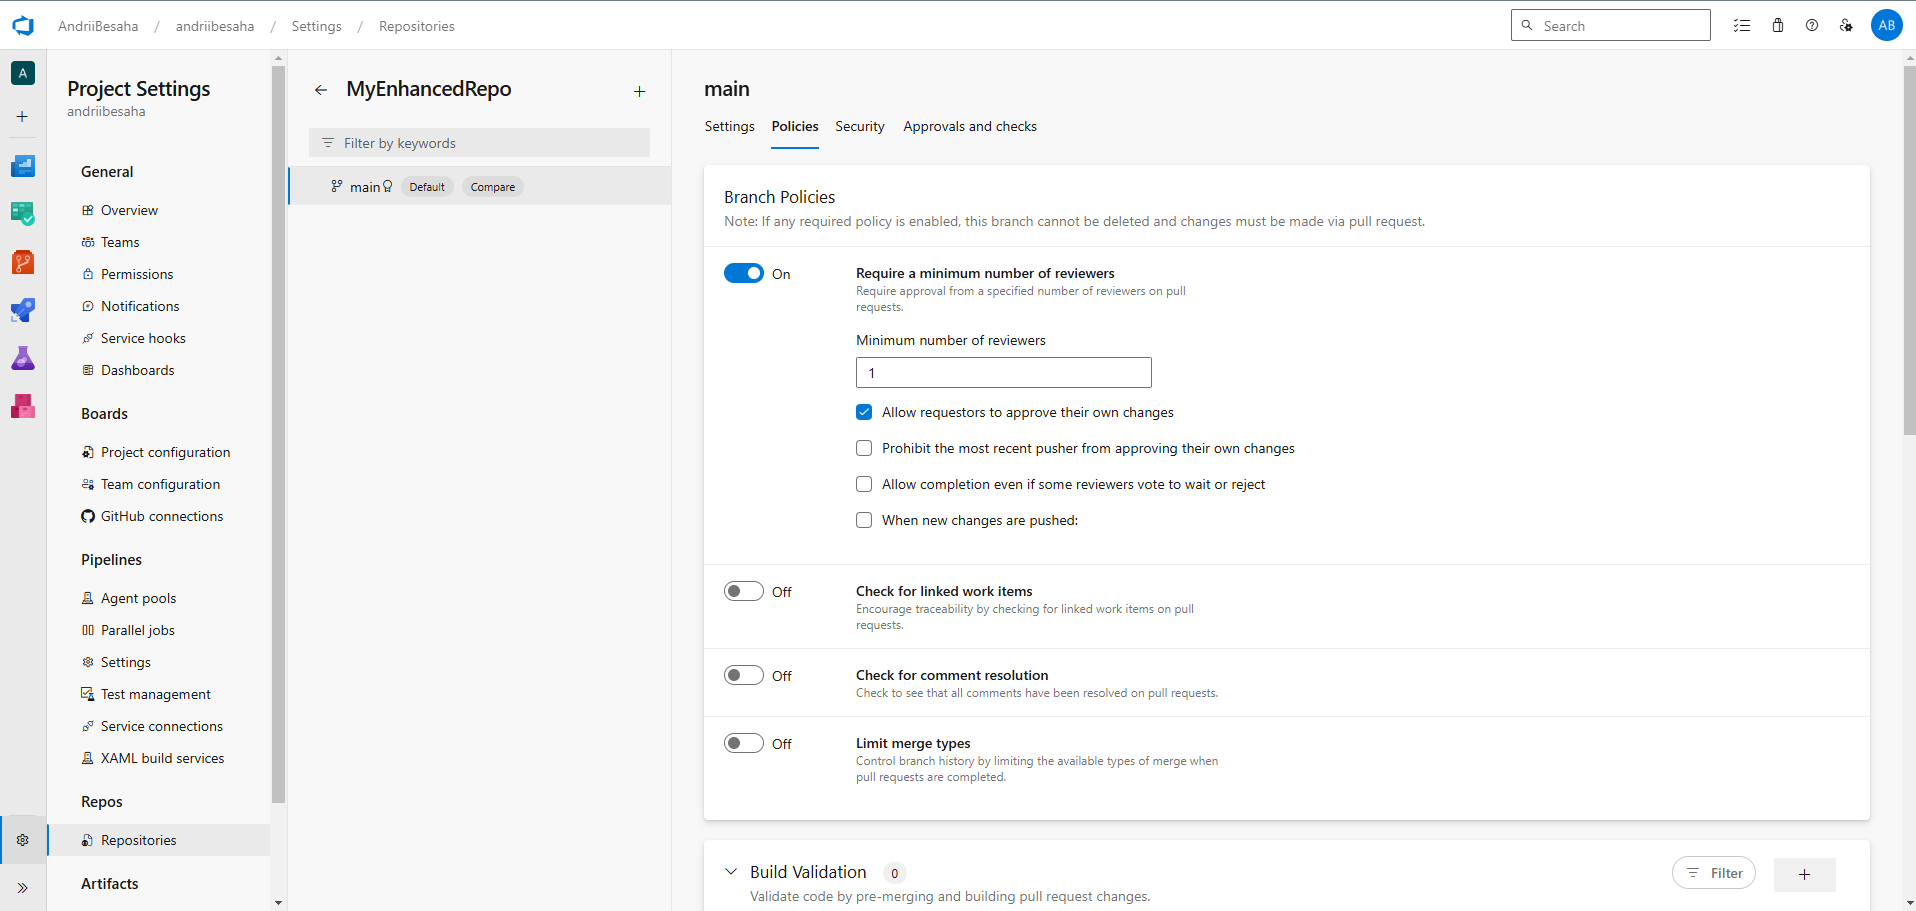 AndriiBesaha / andriibesaha / Settings / Repositories
Search
AB
A
Project Settings
andriibesaha
General
Overview
Teams
Permissions
Notifications
Service hooks
Dashboards
Boards
Project configuration
Team configuration
GitHub connections
Pipelines
Agent pools
Parallel jobs
Settings
Test management
Service connections
XAML build services
Repos
Repositories
Artifacts
MyEnhancedRepo
Filter by keywords
main Default Compare
main
Settings Policies Security Approvals and checks
Branch Policies
Note: If any required policy is enabled, this branch cannot be deleted and changes must be made via pull request.
On
Require a minimum number of reviewers
Require approval from a specified number of reviewers on pull
requests.
Minimum number of reviewers
1
Allow requestors to approve their own changes
Prohibit the most recent pusher from approving their own changes
Allow completion even if some reviewers vote to wait or reject
When new changes are pushed:
Off
Check for linked work items
Encourage traceability by checking for linked work items on pull
requests.
Off
Check for comment resolution
Check to see that all comments have been resolved on pull requests.
Off
Limit merge types
Control branch history by limiting the available types of merge when
pull requests are completed.
Build Validation 0
Filter
Validate code by pre-merging and building pull request changes.